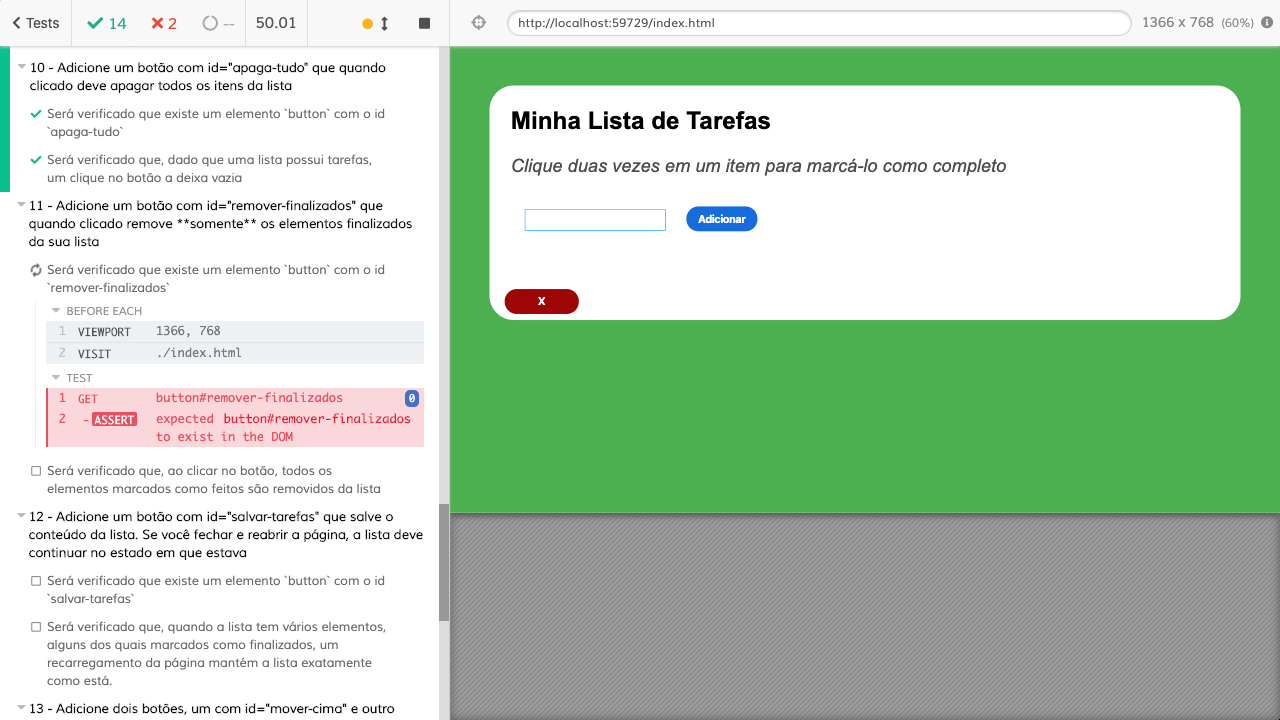 Tests
14
2
--
50.01
http://localhost:59729/index.html
1366 x 768 (60%)
10 - Adicione um botão com id="apaga-tudo" que quando
clicado deve apagar todos os itens da lista
Será verificado que existe um elemento `button` com o id
`apaga-tudo`
Será verificado que, dado que uma lista possui tarefas,
um clique no botão a deixa vazia
11 - Adicione um botão com id="remover-finalizados" que
quando clicado remove **somente** os elementos finalizados
da sua lista
Será verificado que existe um elemento `button` com o id
`remover-finalizados`
BEFORE EACH
1 VIEWPORT 1366, 768
2 VISIT ./index.html
TEST
1 GET button#remover-finalizados 0
2 -ASSERT expected button#remover-finalizados
to exist in the DOM
Será verificado que, ao clicar no botão, todos os
elementos marcados como feitos são removidos da lista
12 - Adicione um botão com id="salvar-tarefas" que salve o
conteúdo da lista. Se você fechar e reabrir a página, a lista deve
continuar no estado em que estava
Será verificado que existe um elemento `button` com o id
`salvar-tarefas`
Será verificado que, quando a lista tem vários elementos,
alguns dos quais marcados como finalizados, um
recarregamento da página mantém a lista exatamente
como está.
13 - Adicione dois botões, um com id="mover-cima" e outro
Minha Lista de Tarefas
Clique duas vezes em um item para marcá-lo como completo
Adicionar
X